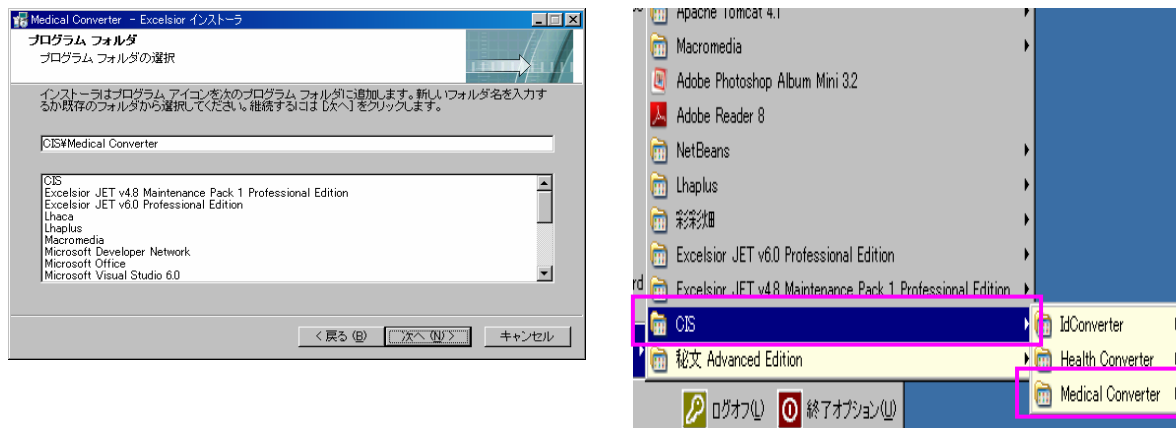 Medical Converter - Excelsior インストーラ
プログラム フォルダ
プログラム フォルダの選択
インストーラはプログラム アイコンを次のプログラム フォルダに追加します。新しいフォルダ名を入力す
るか既存のフォルダから選択してください。継続するには [次へ] をクリックします。
CIS¥Medical Converter
CIS
Excelsior JET v4.8 Maintenance Pack 1 Professional Edition
Excelsior JET v6.0 Professional Edition
Lhaca
Lhaplus
Macromedia
Microsoft Developer Network
Microsoft Office
Microsoft Visual Studio 6.0
< 戻る (B)
次へ (N) >
キャンセル
Apache Tomcat 4.1
Macromedia
Adobe Photoshop Album Mini 3.2
Adobe Reader 8
NetBeans
Lhaplus
彩彩畑
Excelsior JET v6.0 Professional Edition
rd
Excelsior JET v4.8 Maintenance Pack 1 Professional Edition
CIS
IdConverter
秘文 Advanced Edition
Health Converter
Medical Converter
ログオフ(L)
終了オプション(U)